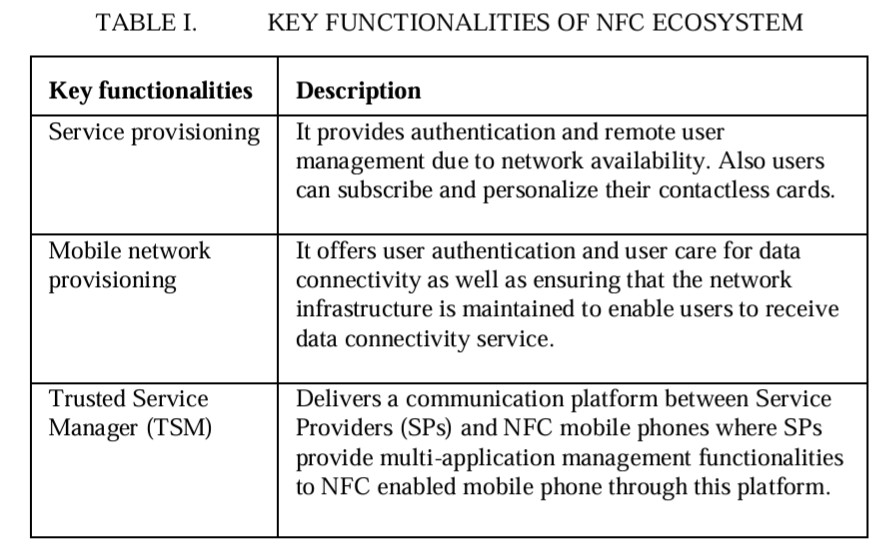 TABLE I. KEY FUNCTIONALITIES OF NFC ECOSYSTEM
Key functionalities Description
Service provisioning It provides authentication and remote user
management due to network availability. Also users
can subscribe and personalize their contactless cards.
Mobile network It offers user authentication and user care for data
provisioning connectivity as well as ensuring that the network
infrastructure is maintained to enable users to receive
data connectivity service.
Trusted Service Delivers a communication platform between Service
Manager (TSM) Providers (SPs) and NFC mobile phones where SPs
provide multi-application management functionalities
to NFC enabled mobile phone through this platform.